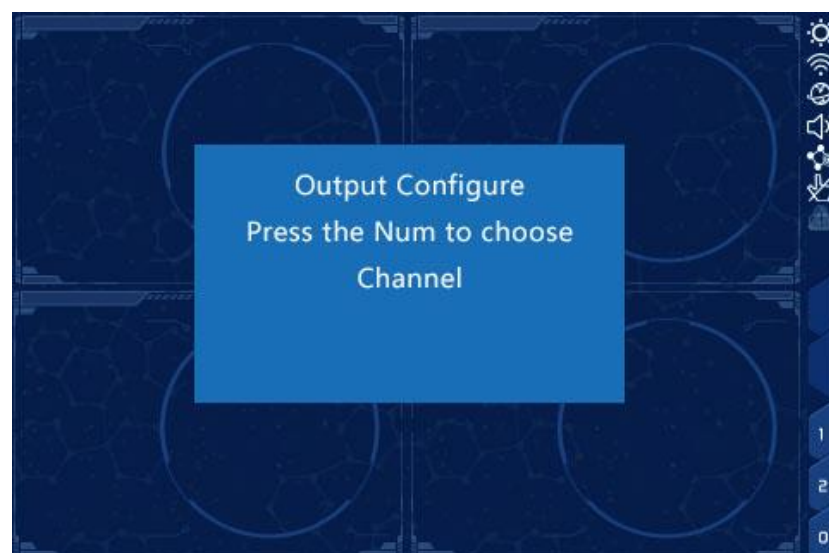 Output Configure
Press the Num to choose
Channel
1
2
0